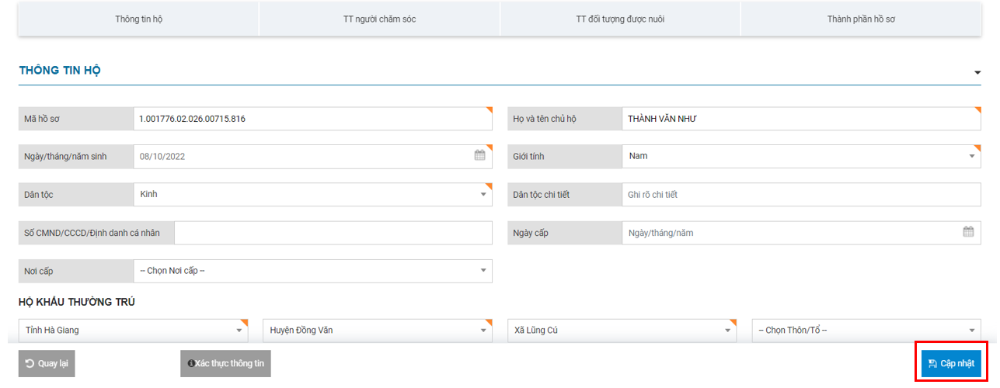 Thông tin hộ
TT người chăm sóc
TT đối tượng được nuôi
Thành phần hồ sơ
THÔNG TIN HỘ
Mã hồ sơ 1.001776.02.026.00715.816
Họ và tên chủ hộ THÀNH VĂN NHƯ
Ngày/tháng/năm sinh 08/10/2022
Giới tính Nam
Dân tộc Kinh
Dân tộc chi tiết Ghi rõ chi tiết
Số CMND/CCCD/Định danh cá nhân
Ngày cấp Ngày/tháng/năm
Nơi cấp -- Chọn Nơi cấp --
HỘ KHẨU THƯỜNG TRÚ
Tỉnh Hà Giang
Huyện Đồng Văn
Xã Lũng Cú
-- Chọn Thôn/Tổ --
Quay lại
Xác thực thông tin
Cập nhật